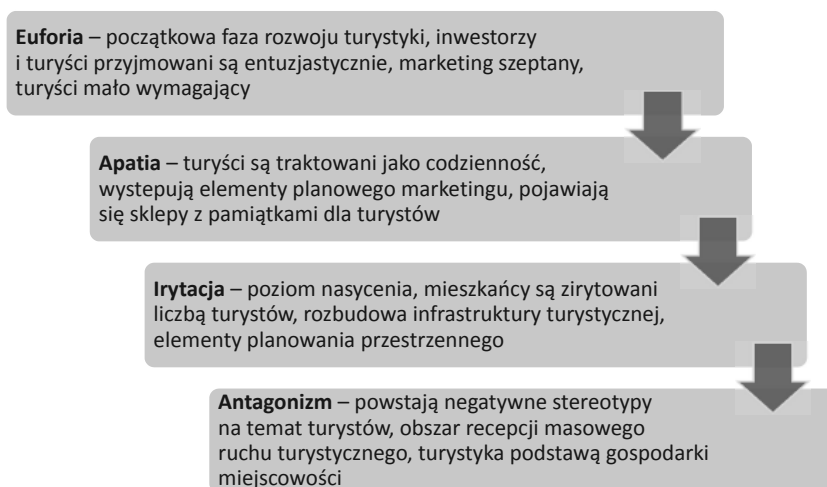 Euforia – początkowa faza rozwoju turystyki, inwestorzy
i turyści przyjmowani są entuzjastycznie, marketing szeptany,
turyści mało wymagający
Apatia – turyści są traktowani jako codzienność,
wystepują elementy planowego marketingu, pojawiają
się sklepy z pamiątkami dla turystów
Irytacja – poziom nasycenia, mieszkańcy są zirytowani
liczbą turystów, rozbudowa infrastruktury turystycznej,
elementy planowania przestrzennego
Antagonizm – powstają negatywne stereotypy
na temat turystów, obszar recepcji masowego
ruchu turystycznego, turystyka podstawą gospodarki
miejscowości